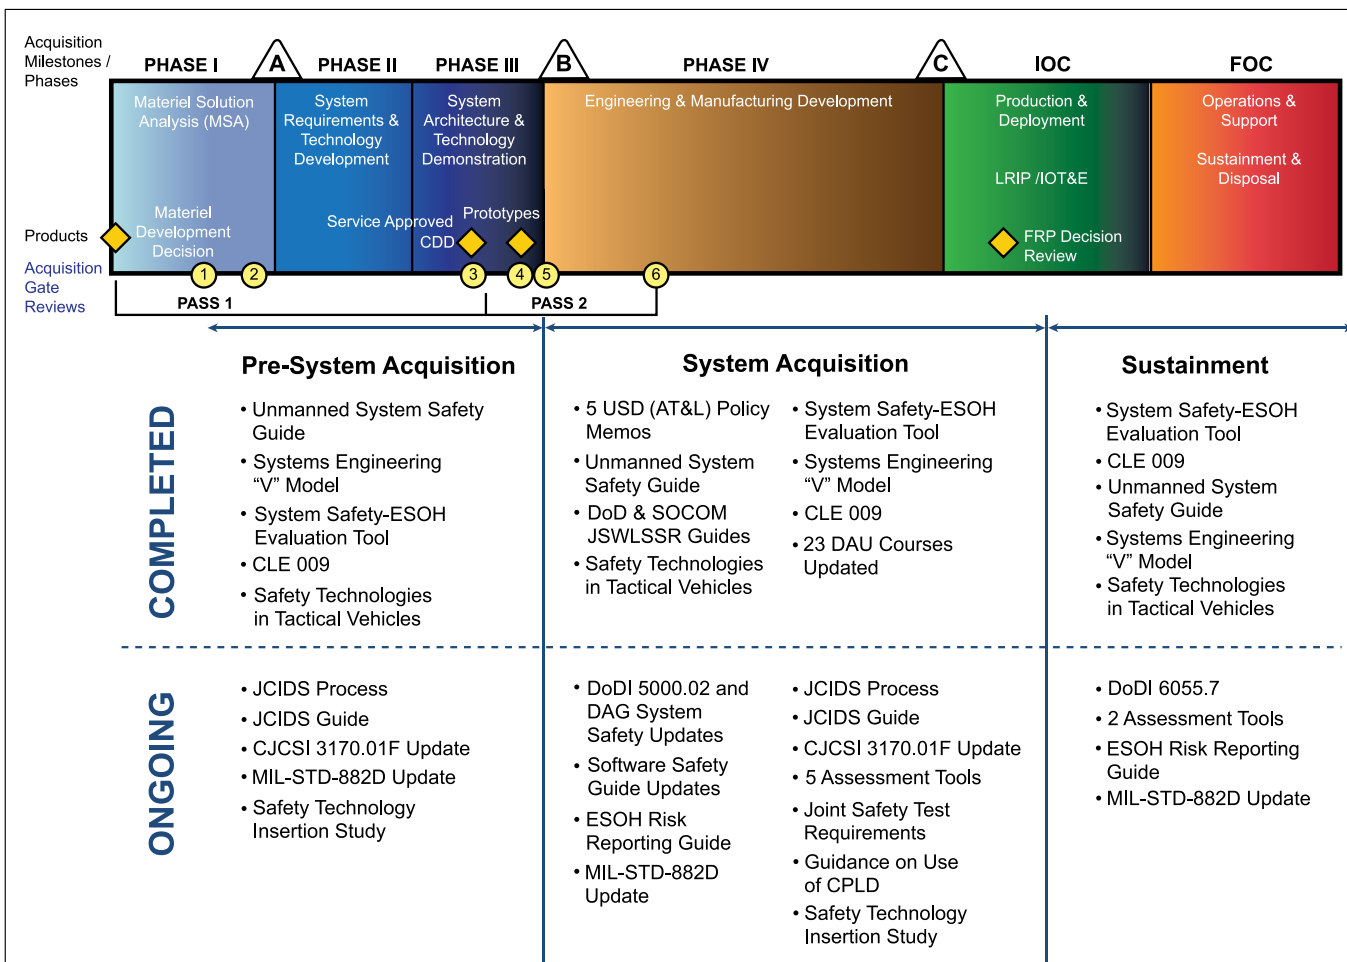 Acquisition
Milestones /
Phases
PHASE I
A
PHASE II
PHASE III
B
PHASE IV
C
IOC
FOC
Materiel Solution
Analysis (MSA)
System
Requirements &
Technology
Development
System
Architecture &
Technology
Demonstration
Engineering & Manufacturing Development
Production &
Deployment
LRIP /IOT&E
Operations &
Support
Sustainment &
Disposal
Products
Materiel
Development
Decision
Service Approved
CDD
Prototypes
FRP Decision
Review
Acquisition
Gate
Reviews
1
2
3
4
5
6
PASS 1
PASS 2
Pre-System Acquisition
System Acquisition
Sustainment
COMPLETED
• Unmanned System Safety
Guide
• Systems Engineering
“V” Model
• System Safety-ESOH
Evaluation Tool
• CLE 009
• Safety Technologies
in Tactical Vehicles
• 5 USD (AT&L) Policy
Memos
• Unmanned System
Safety Guide
• DoD & SOCOM
JSWLSSR Guides
• Safety Technologies
in Tactical Vehicles
• System Safety-ESOH
Evaluation Tool
• Systems Engineering
“V” Model
• CLE 009
• 23 DAU Courses
Updated
• System Safety-ESOH
Evaluation Tool
• CLE 009
• Unmanned System
Safety Guide
• Systems Engineering
“V” Model
• Safety Technologies
in Tactical Vehicles
ONGOING
• JCIDS Process
• JCIDS Guide
• CJCSI 3170.01F Update
• MIL-STD-882D Update
• Safety Technology
Insertion Study
• DoDI 5000.02 and
DAG System
Safety Updates
• Software Safety
Guide Updates
• ESOH Risk
Reporting Guide
• MIL-STD-882D
Update
• JCIDS Process
• JCIDS Guide
• CJCSI 3170.01F Update
• 5 Assessment Tools
• Joint Safety Test
Requirements
• Guidance on Use
of CPLD
• Safety Technology
Insertion Study
• DoDI 6055.7
• 2 Assessment Tools
• ESOH Risk Reporting
Guide
• MIL-STD-882D Update